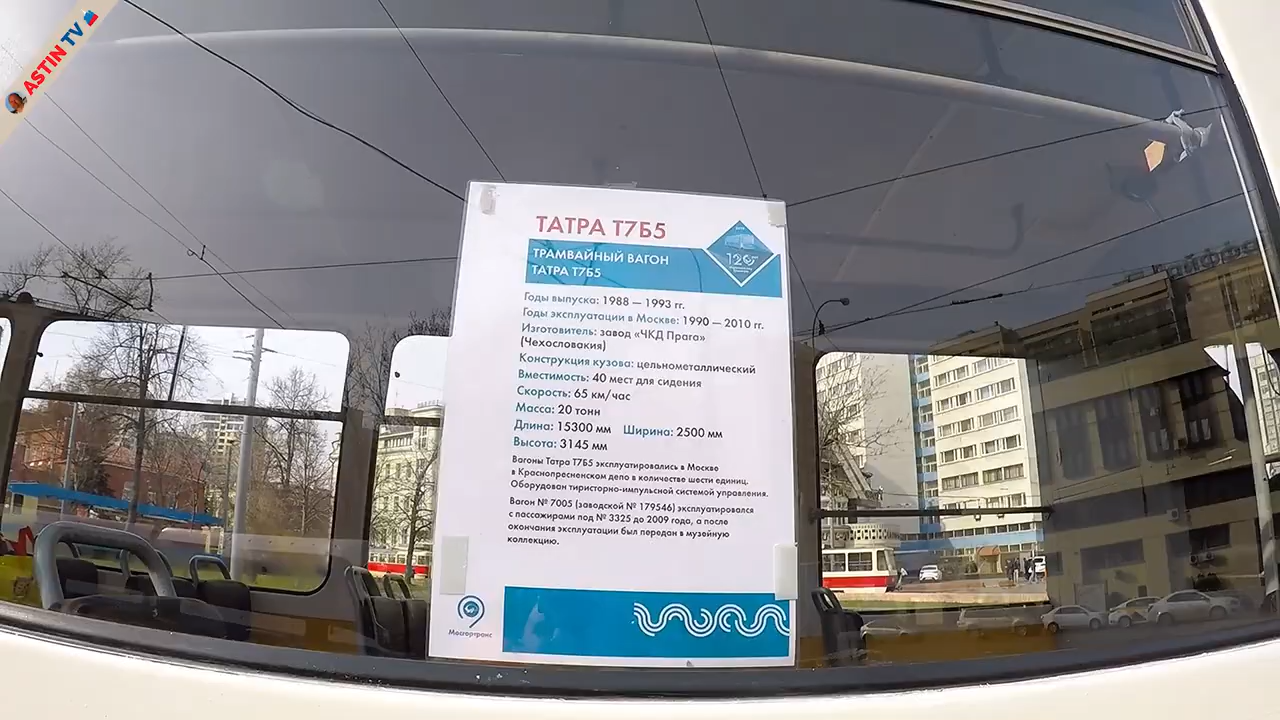 ASTIN TV
ТАТРА Т7Б5
ТРАМВАЙНЫЙ ВАГОН
ТАТРА Т7Б5
120
Годы выпуска: 1988 — 1993 гг.
Годы эксплуатации в Москве: 1990 — 2010 гг.
Изготовитель: завод «ЧКД Прага»
(Чехословакия)
Конструкция кузова: цельнометаллический
Вместимость: 40 мест для сидения
Скорость: 65 км/час
Масса: 20 тонн
Длина: 15300 мм Ширина: 2500 мм
Высота: 3145 мм
Вагоны Татра Т7Б5 эксплуатировались в Москве
в Краснопресненском депо в количестве шести единиц.
Оборудован тиристорно-импульсной системой управления.
Вагон № 7005 (заводской № 179546) эксплуатировался
с пассажирами под № 3325 до 2009 года, а после
окончания эксплуатации был передан в музейную
коллекцию.
Мосгортранс